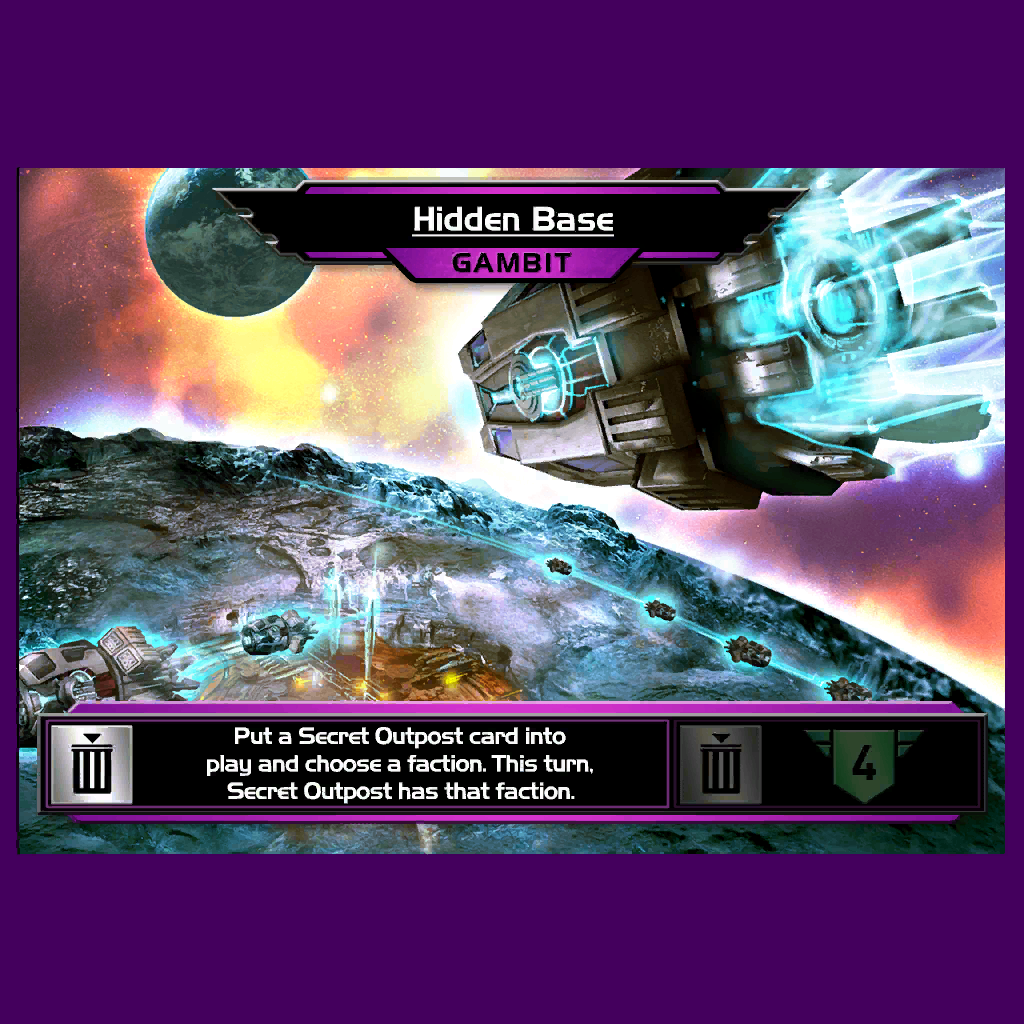 Hidden Base
GAMBIT
Put a Secret Outpost card into
play and choose a faction. This turn,
Secret Outpost has that faction.
4